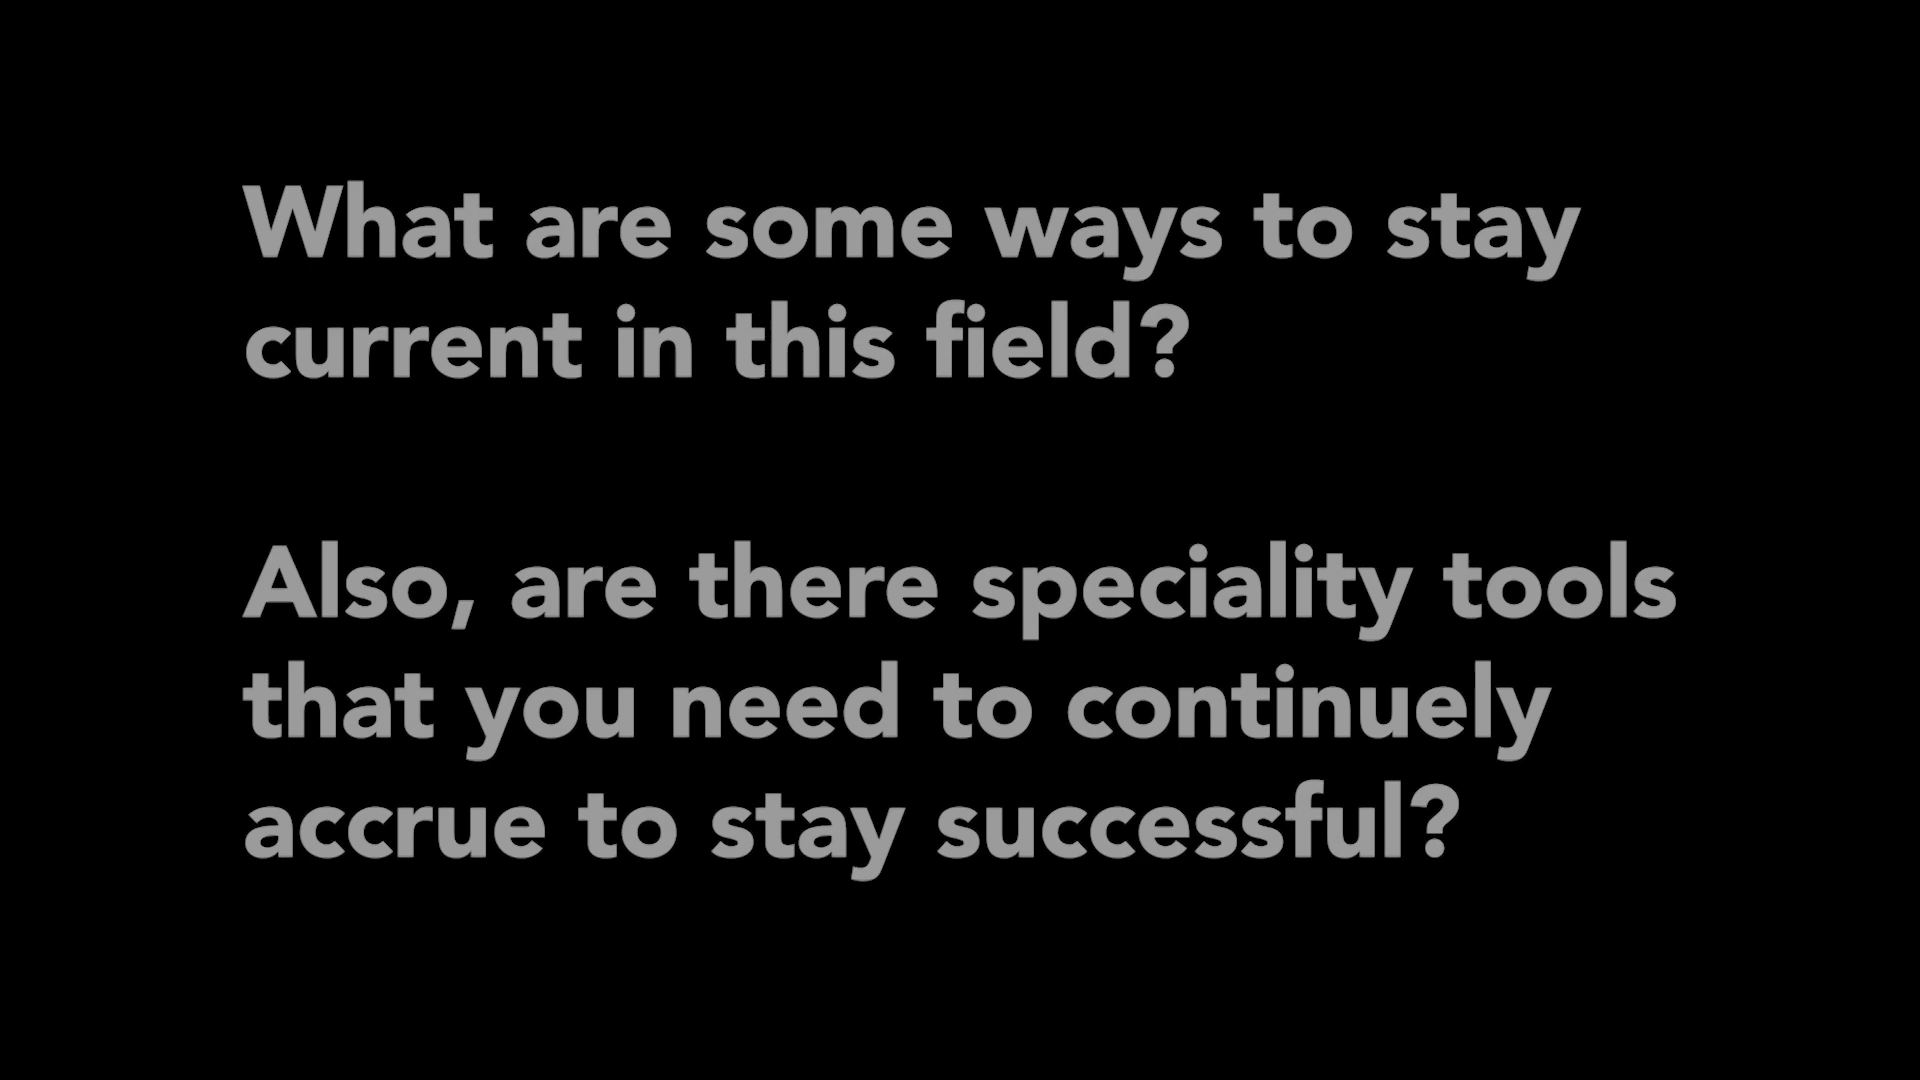 What are some ways to stay
current in this field?
Also, are there speciality tools
that you need to continuely
accrue to stay successful?